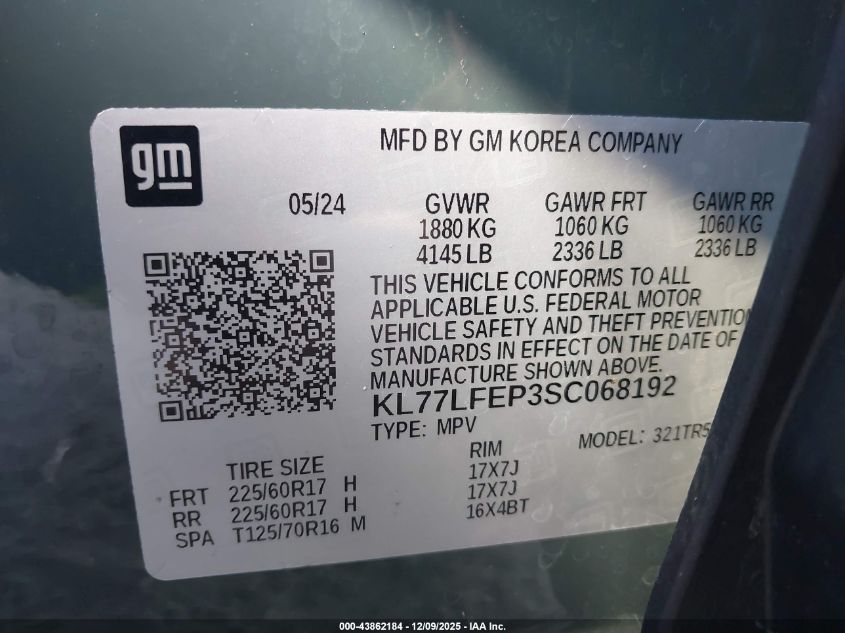 gm
MFD BY GM KOREA COMPANY
05/24 GVWR GAWR FRT GAWR RR
1880 KG 1060 KG 1060 KG
4145 LB 2336 LB 2336 LB
THIS VEHICLE CONFORMS TO ALL
APPLICABLE U.S. FEDERAL MOTOR
VEHICLE SAFETY AND THEFT PREVENTION
STANDARDS IN EFFECT ON THE DATE OF
MANUFACTURE SHOWN ABOVE.
KL77LFEP3SC068192
TYPE: MPV MODEL: 321TR5
TIRE SIZE RIM
FRT 225/60R17 H 17X7J
RR 225/60R17 H 17X7J
SPA T125/70R16 M 16X4BT
000-43862184 - 12/09/2025 - IAA Inc.